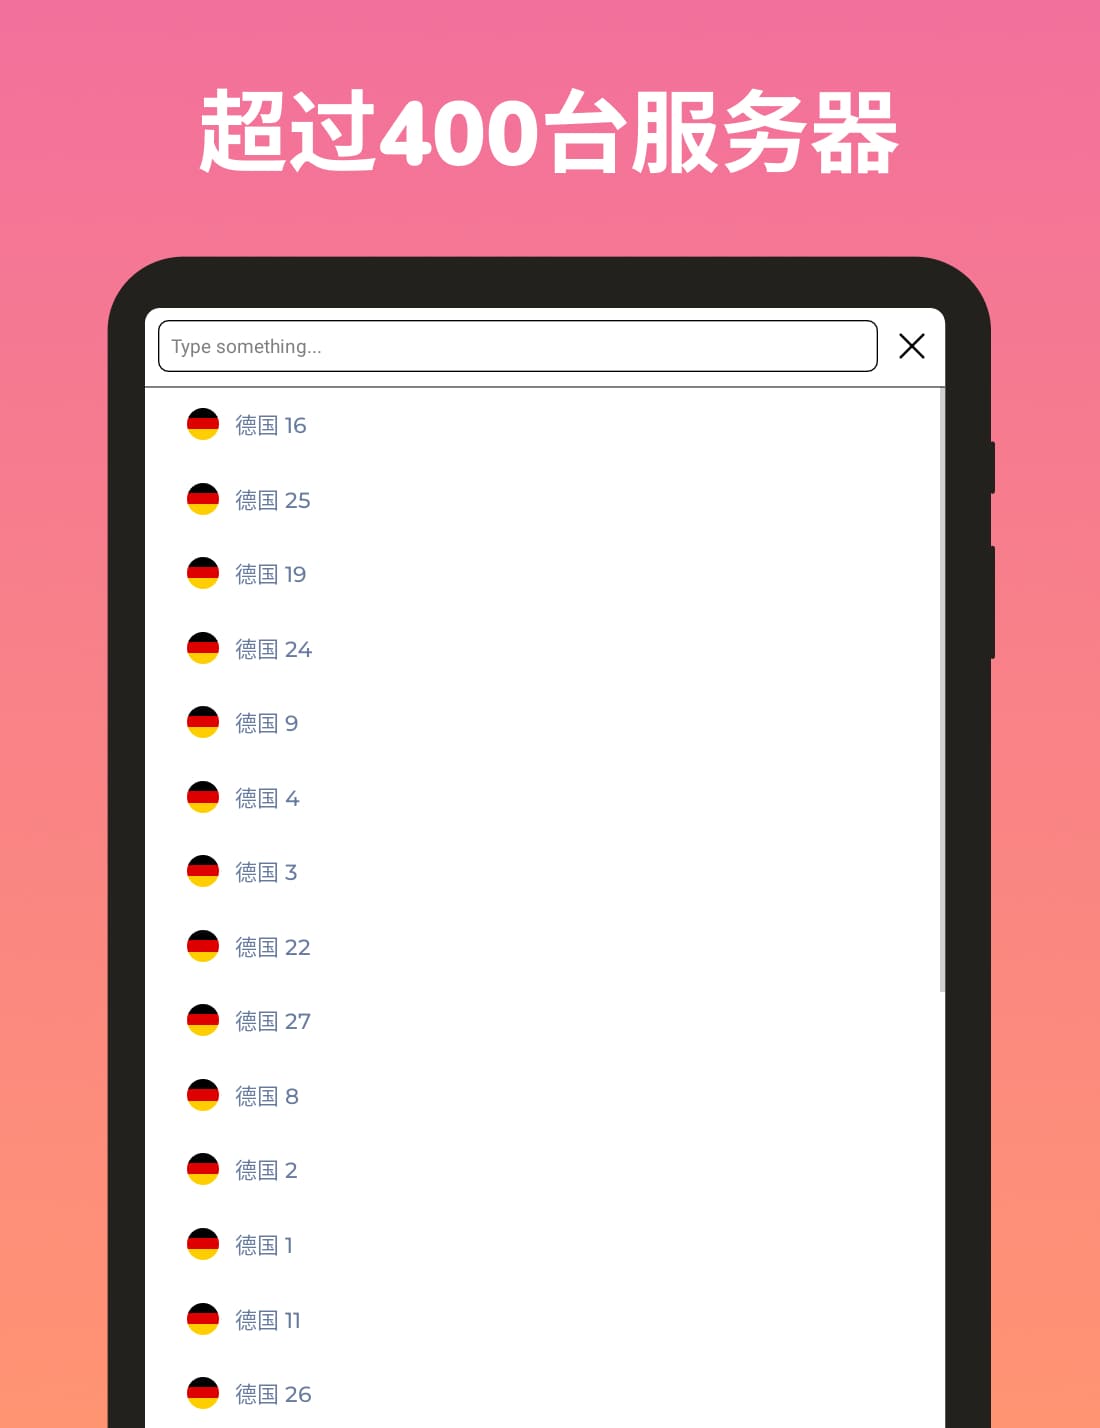 超过400台服务器
Type something...
德国 16
德国 25
德国 19
德国 24
德国 9
德国 4
德国 3
德国 22
德国 27
德国 8
德国 2
德国 1
德国 11
德国 26